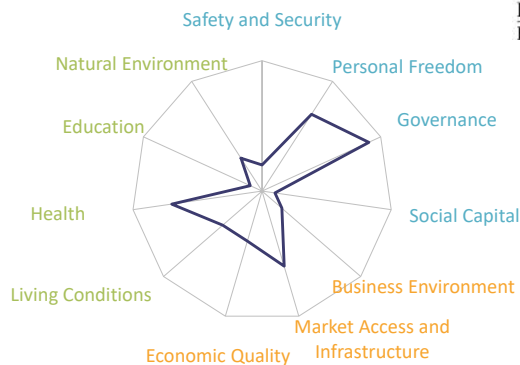 Safety and Security
Natural Environment
Personal Freedom
Education
Governance
Health
Social Capital
Living Conditions
Business Environment
Market Access and
Infrastructure
Economic Quality